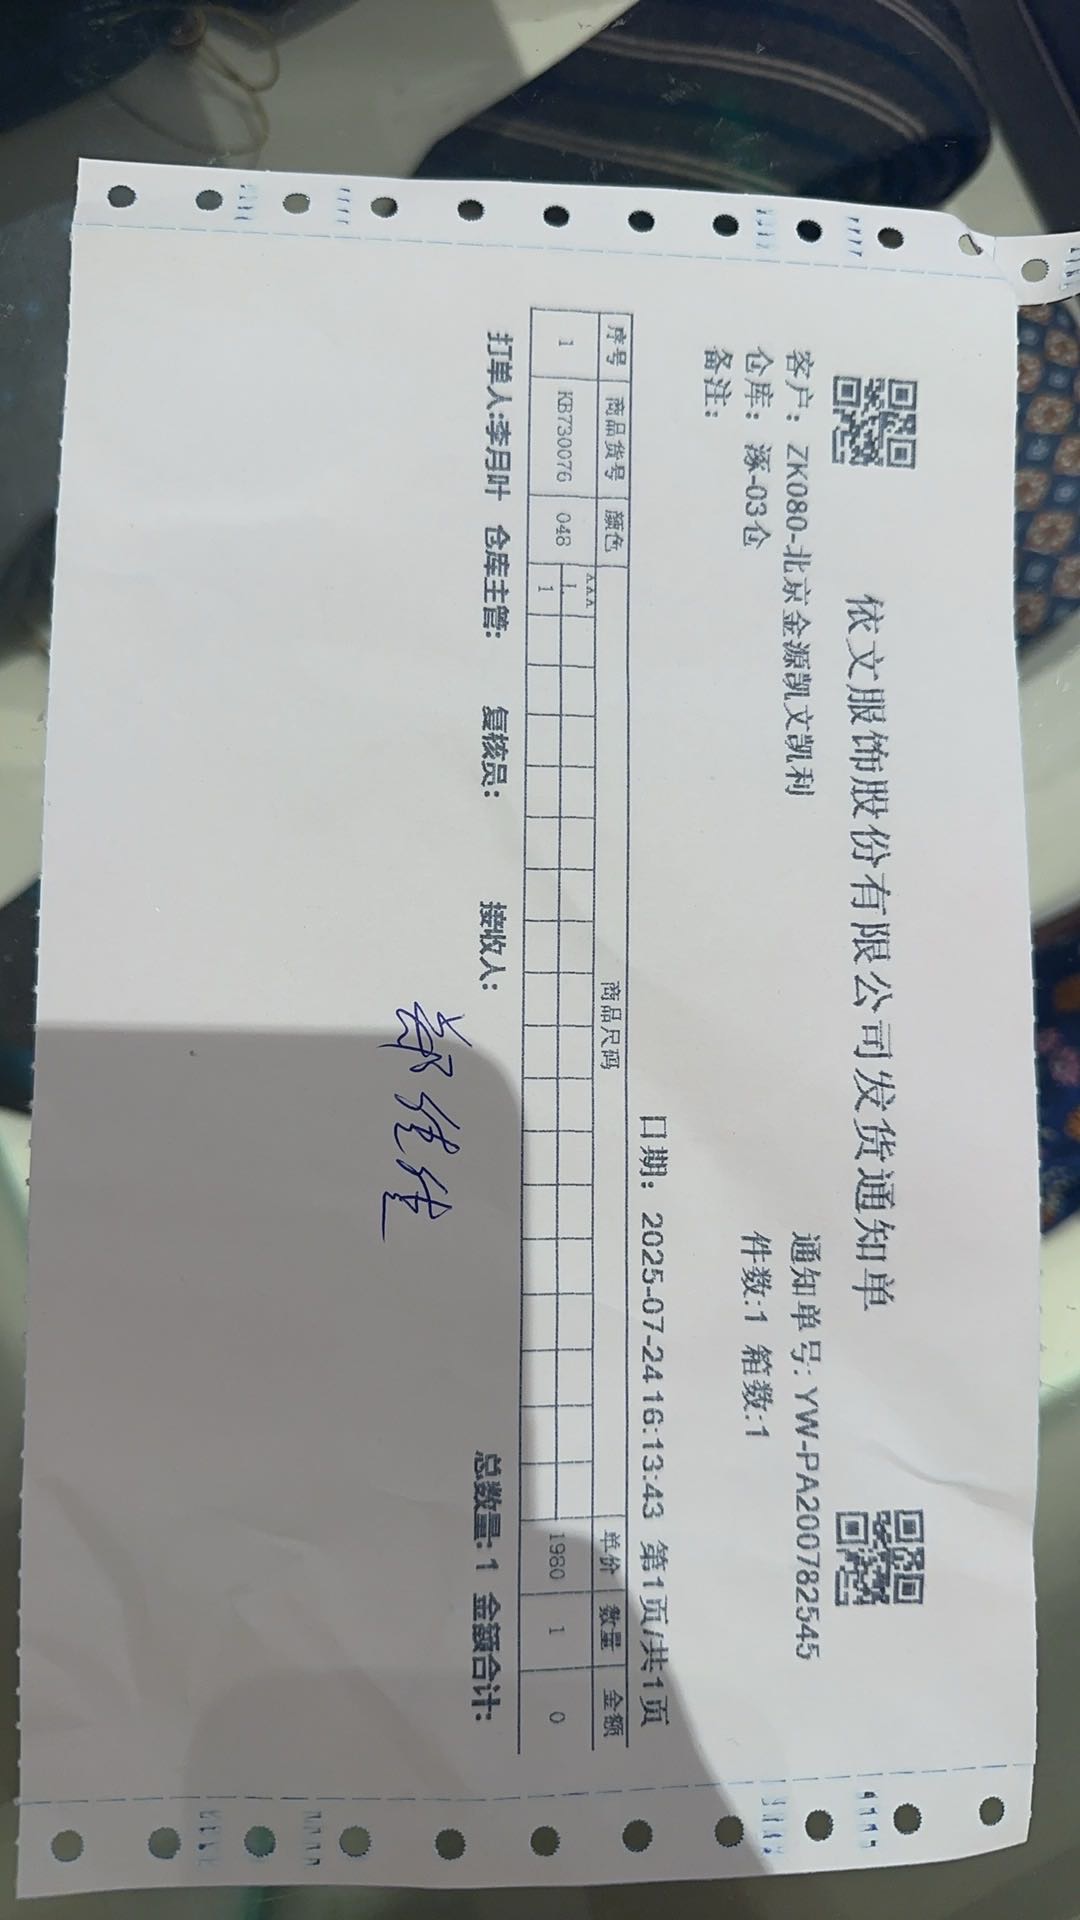 依文服饰股份有限公司发货通知单
客户：ZK080-北京金源凯文凯利 通知单号：YW-PA200782545
仓库：涿-03仓 件数:1 箱数:1
备注：
日期：2025-07-24 16:13:43 第1页/共1页
序号 商品货号 颜色 商品尺码 单价 数量 金额
1 KB730076 048 1980 1 0
L
1
打单人:李月叶 仓库主管: 复核员: 接收人: 总数量:1 金额合计: